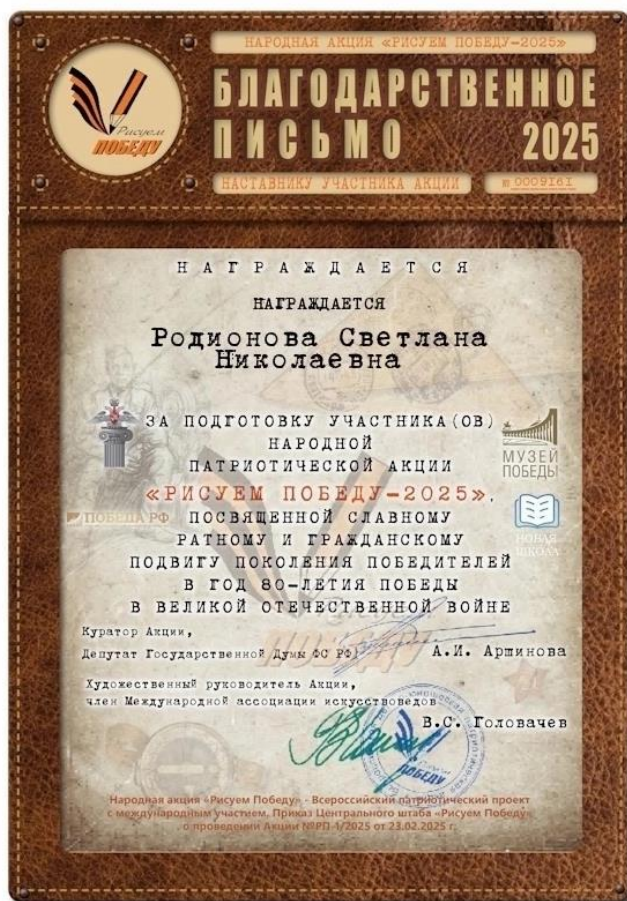 НАРОДНАЯ АКЦИЯ «РИСУЕМ ПОБЕДУ-2025»
Рисуем
ПОБЕДУ
БЛАГОДАРСТВЕННОЕ
ПИСЬМО 2025
НАСТАВНИКУ УЧАСТНИКА АКЦИИ № 0009161
НАГРАЖДАЕТСЯ
НАГРАЖДАЕТСЯ
Родионова Светлана
Николаевна
ЗА ПОДГОТОВКУ УЧАСТНИКА(ОВ)
НАРОДНОЙ
ПАТРИОТИЧЕСКОЙ АКЦИИ
«РИСУЕМ ПОБЕДУ-2025»,
ПОСВЯЩЕННОЙ СЛАВНОМУ
РАТНОМУ И ГРАЖДАНСКОМУ
ПОДВИГУ ПОКОЛЕНИЯ ПОБЕДИТЕЛЕЙ
В ГОД 80-ЛЕТИЯ ПОБЕДЫ
В ВЕЛИКОЙ ОТЕЧЕСТВЕННОЙ ВОЙНЕ
МУЗЕЙ
ПОБЕДЫ
ПОБЕДА РФ
НОВАЯ
ШКОЛА
Куратор Акции,
Депутат Государственной Думы ФС РФ А.И. Аршинова
Художественный руководитель Акции,
член Международной ассоциации искусствоведов
В.С. Головачев
ПОБЕДУ
ПОБЕДУ
Народная акция «Рисуем Победу» - Всероссийский патриотический проект
с международным участием, Приказ Центрального штаба «Рисуем Победу»
о проведении Акции №РП-1/2025 от 23.02.2025 г.